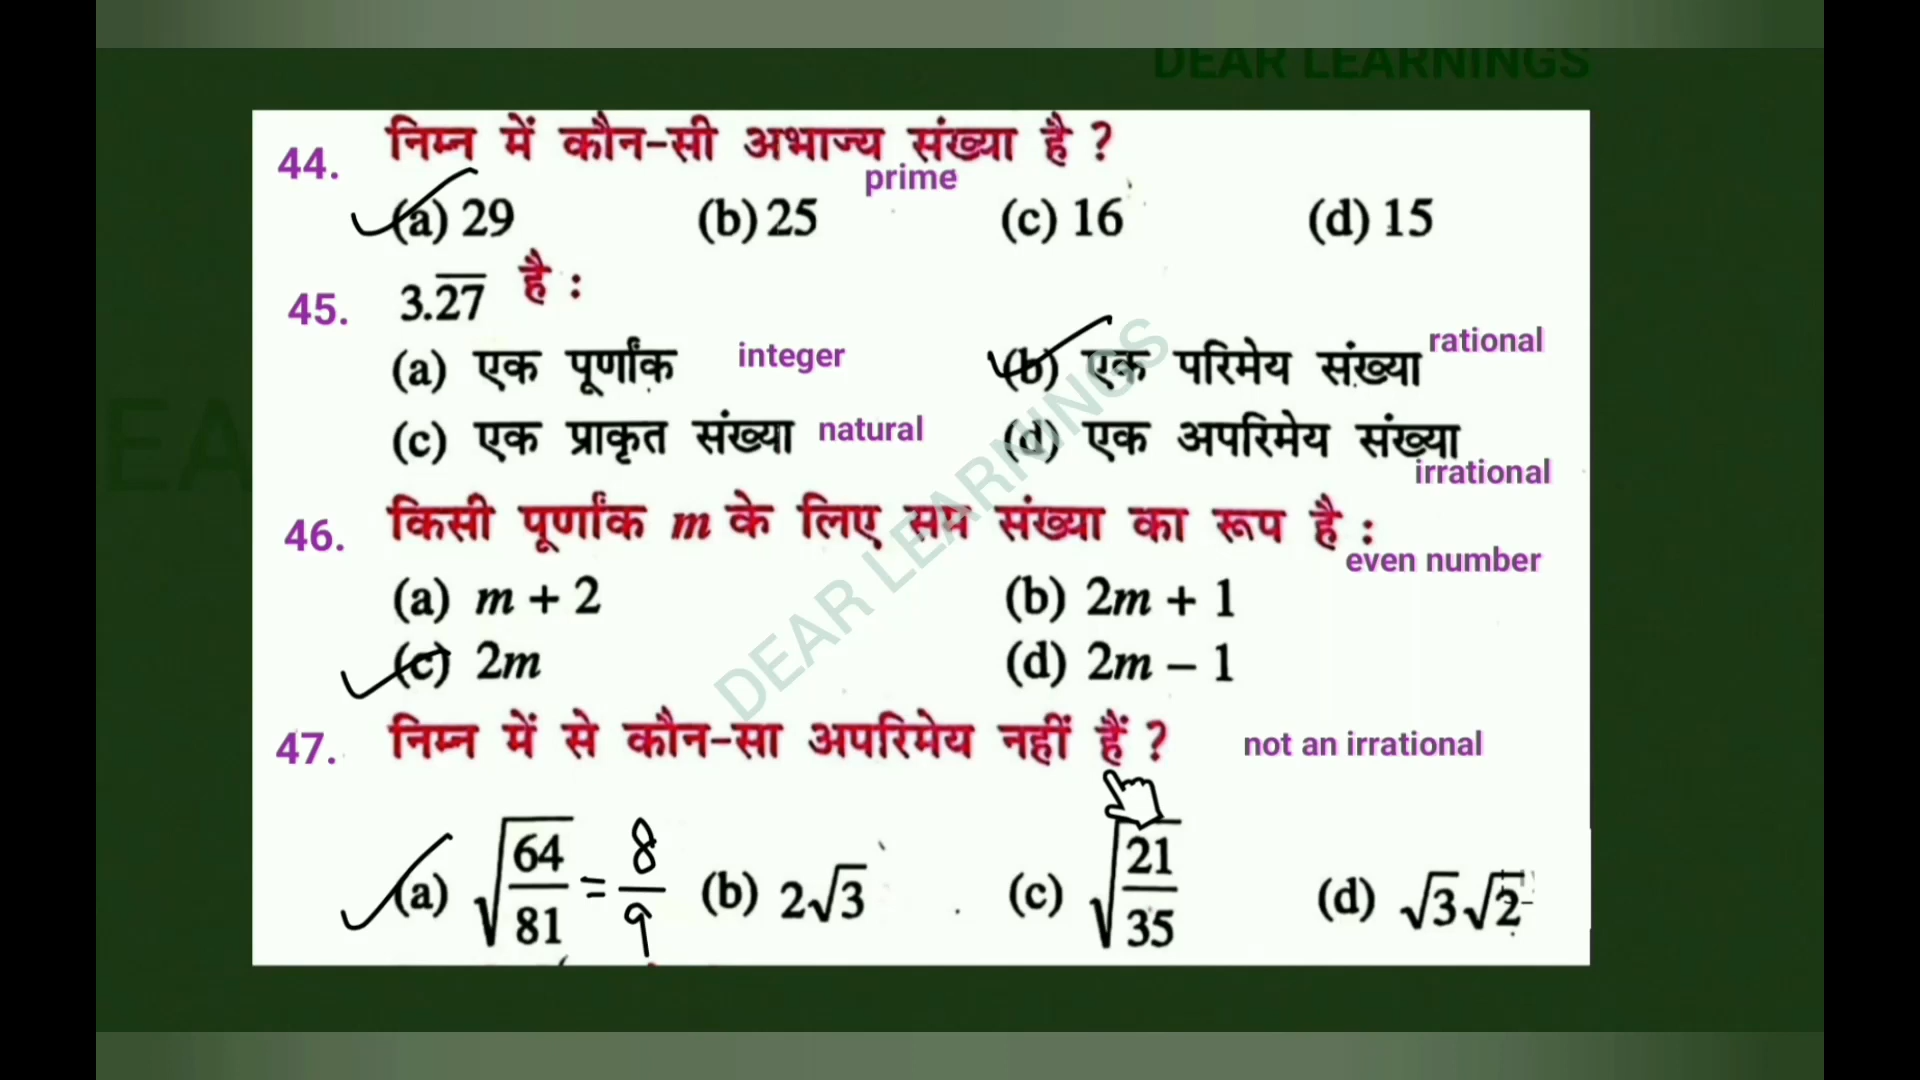 DEAR LEARNINGS
44. निम्न में कौन-सी अभाज्य संख्या है ?
prime
(a) 29 (b) 25 (c) 16 (d) 15
45. 3.\overline{27} है :
(a) एक पूर्णांक integer (b) एक परिमेय संख्या rational
(c) एक प्राकृत संख्या natural (d) एक अपरिमेय संख्या
irrational
46. किसी पूर्णांक m के लिए सम संख्या का रूप है :
even number
(a) m + 2 (b) 2m + 1
(c) 2m (d) 2m − 1
47. निम्न में से कौन-सा अपरिमेय नहीं हैं ? not an irrational
(a) √(64/81) = 8/9 (b) 2√3 (c) √(21/35) (d) √3√2
DEAR LEARNINGS
EA